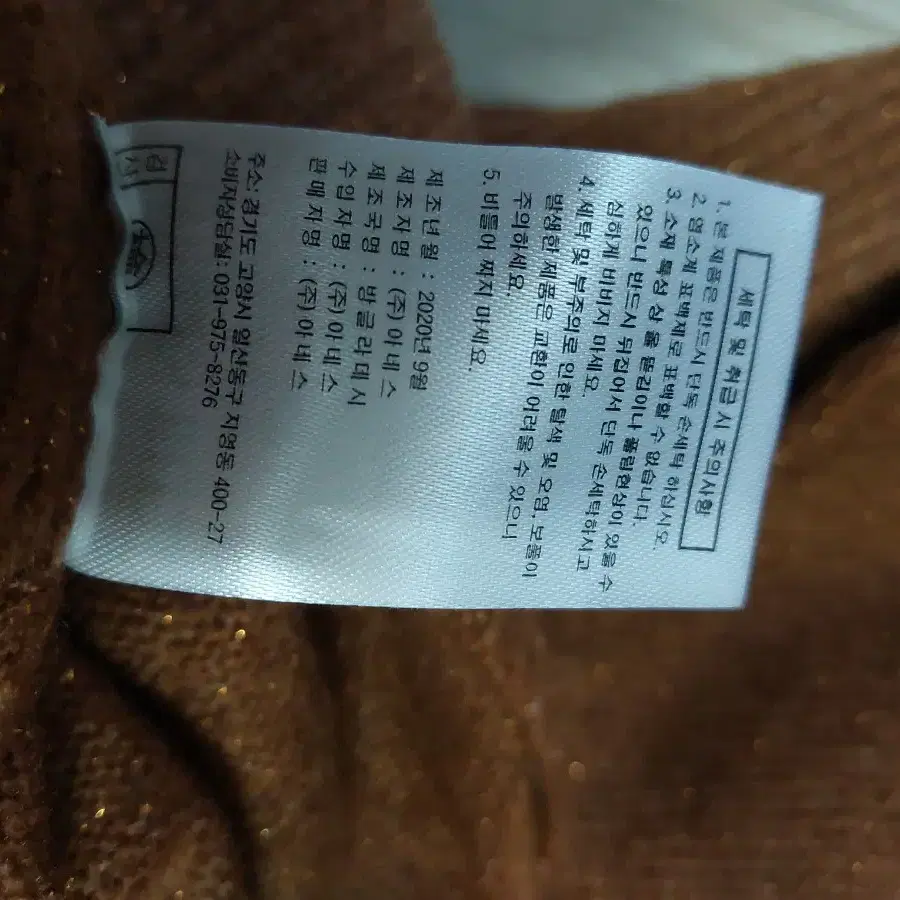 세탁 및 취급시 주의사항
1. 본 제품은 반드시 단독 손세탁 하십시오.
2. 염소계 표백제로 표백할 수 없습니다.
3. 소재 특성 상 올 뜯김이나 풀림현상이 있을 수
있으니 반드시 뒤집어서 단독 손세탁하시고
심하게 비비지 마세요.
4. 세탁 및 부주의로 인한 탈색 및 오염, 보풀이
발생한 제품은 교환이 어려울 수 있으니
주의하세요.
5. 비틀어 짜지 마세요.
제조년월 : 2020년 9월
제조자명 : (주)아네스
제조국명 : 방글라데시
수입자명 : (주)아네스
판매자명 : (주)아네스
주소:경기도 고양시 일산동구 지영동 400-27
소비자상담실: 031-975-8276